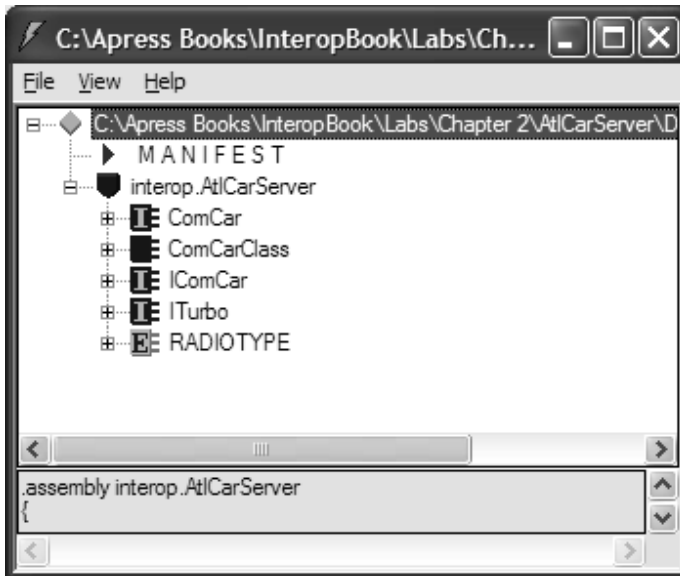 C:\Apress Books\InteropBook\Labs\Ch...
File View Help
C:\Apress Books\InteropBook\Labs\Chapter 2\AtlCarServer\D
M A N I F E S T
interop.AtlCarServer
I ComCar
ComCarClass
I IComCar
I ITurbo
E RADIOTYPE
.assembly interop.AtlCarServer
{